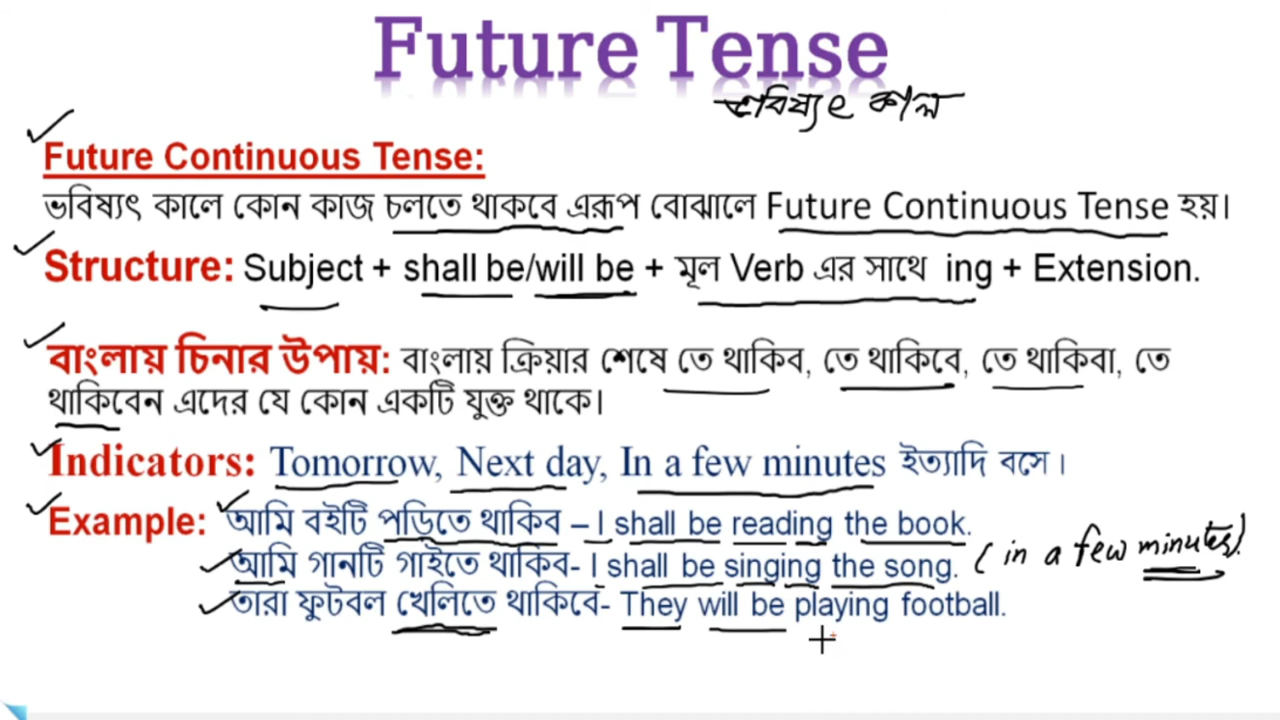 Future Tense
ভবিষ্যৎ কাল
Future Continuous Tense:
ভবিষ্যৎ কালে কোন কাজ চলতে থাকবে এরূপ বোঝালে Future Continuous Tense হয়।
Structure: Subject + shall be/will be + মূল Verb এর সাথে ing + Extension.
বাংলায় চিনার উপায়: বাংলায় ক্রিয়ার শেষে তে থাকিব, তে থাকিবে, তে থাকিবা, তে
থাকিবেন এদের যে কোন একটি যুক্ত থাকে।
Indicators: Tomorrow, Next day, In a few minutes ইত্যাদি বসে।
Example: আমি বইটি পড়িতে থাকিব – I shall be reading the book.
আমি গানটি গাইতে থাকিব- I shall be singing the song. (in a few minutes).
তারা ফুটবল খেলিতে থাকিবে- They will be playing football.